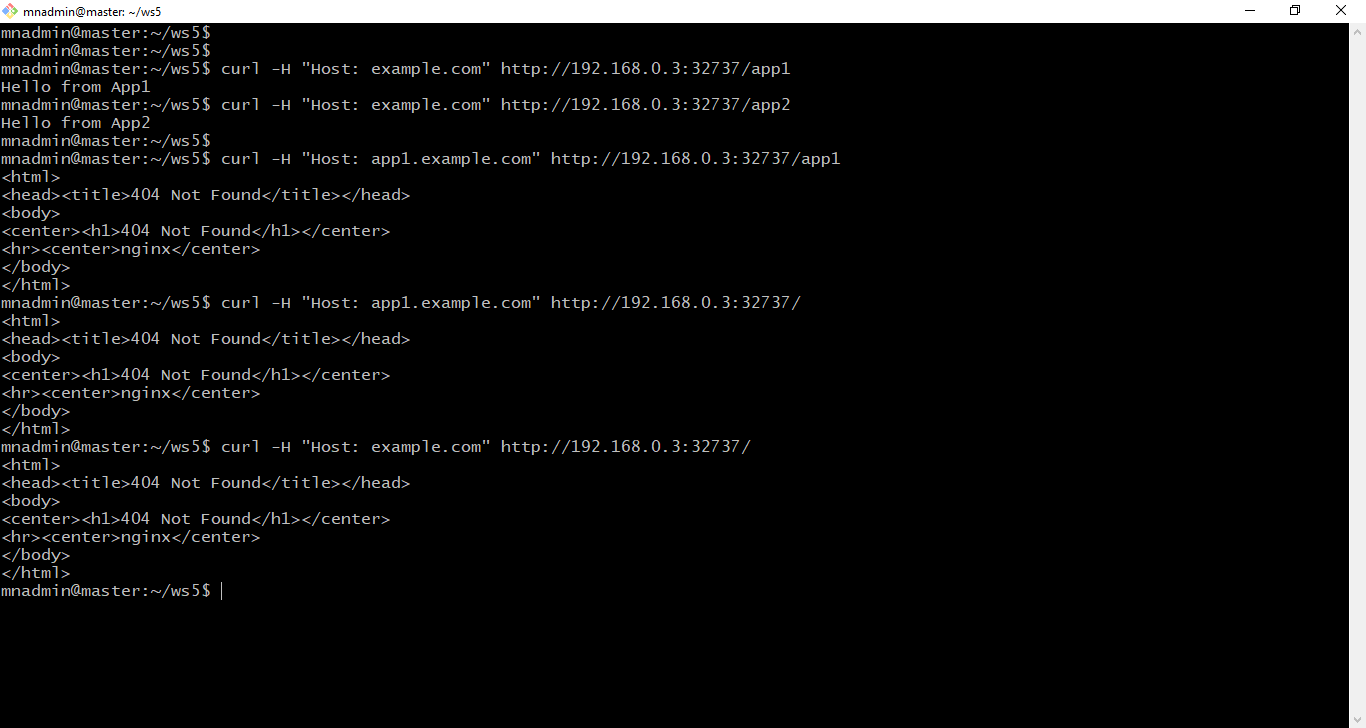 mnadmin@master: ~/ws5
mnadmin@master:~/ws5$
mnadmin@master:~/ws5$
mnadmin@master:~/ws5$ curl -H "Host: example.com" http://192.168.0.3:32737/app1
Hello from App1
mnadmin@master:~/ws5$ curl -H "Host: example.com" http://192.168.0.3:32737/app2
Hello from App2
mnadmin@master:~/ws5$
mnadmin@master:~/ws5$ curl -H "Host: app1.example.com" http://192.168.0.3:32737/app1
<html>
<head><title>404 Not Found</title></head>
<body>
<center><h1>404 Not Found</h1></center>
<hr><center>nginx</center>
</body>
</html>
mnadmin@master:~/ws5$ curl -H "Host: app1.example.com" http://192.168.0.3:32737/
<html>
<head><title>404 Not Found</title></head>
<body>
<center><h1>404 Not Found</h1></center>
<hr><center>nginx</center>
</body>
</html>
mnadmin@master:~/ws5$ curl -H "Host: example.com" http://192.168.0.3:32737/
<html>
<head><title>404 Not Found</title></head>
<body>
<center><h1>404 Not Found</h1></center>
<hr><center>nginx</center>
</body>
</html>
mnadmin@master:~/ws5$